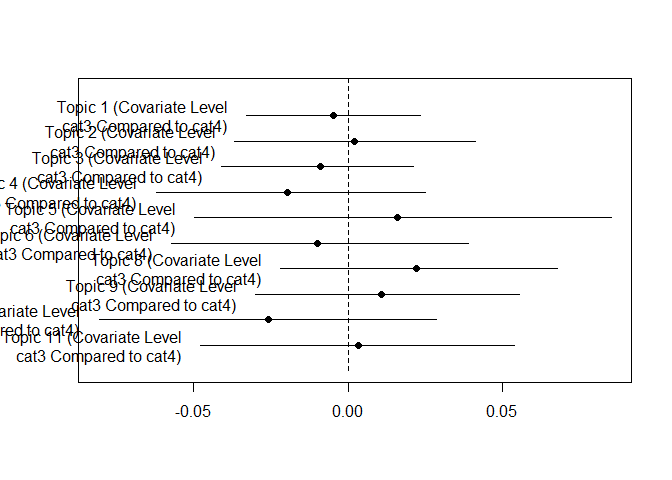 Topic 1 (Covariate Level
cat3 Compared to cat4)
Topic 2 (Covariate Level
cat3 Compared to cat4)
Topic 3 (Covariate Level
cat3 Compared to cat4)
c 4 (Covariate Level
Compared to cat4)
Topic 5 (Covariate Level
cat3 Compared to cat4)
pic 6 (Covariate Level
at3 Compared to cat4)
Topic 8 (Covariate Level
cat3 Compared to cat4)
Topic 9 (Covariate Level
cat3 Compared to cat4)
ariate Level
red to cat4)
Topic 11 (Covariate Level
cat3 Compared to cat4)
-0.05 0.00 0.05